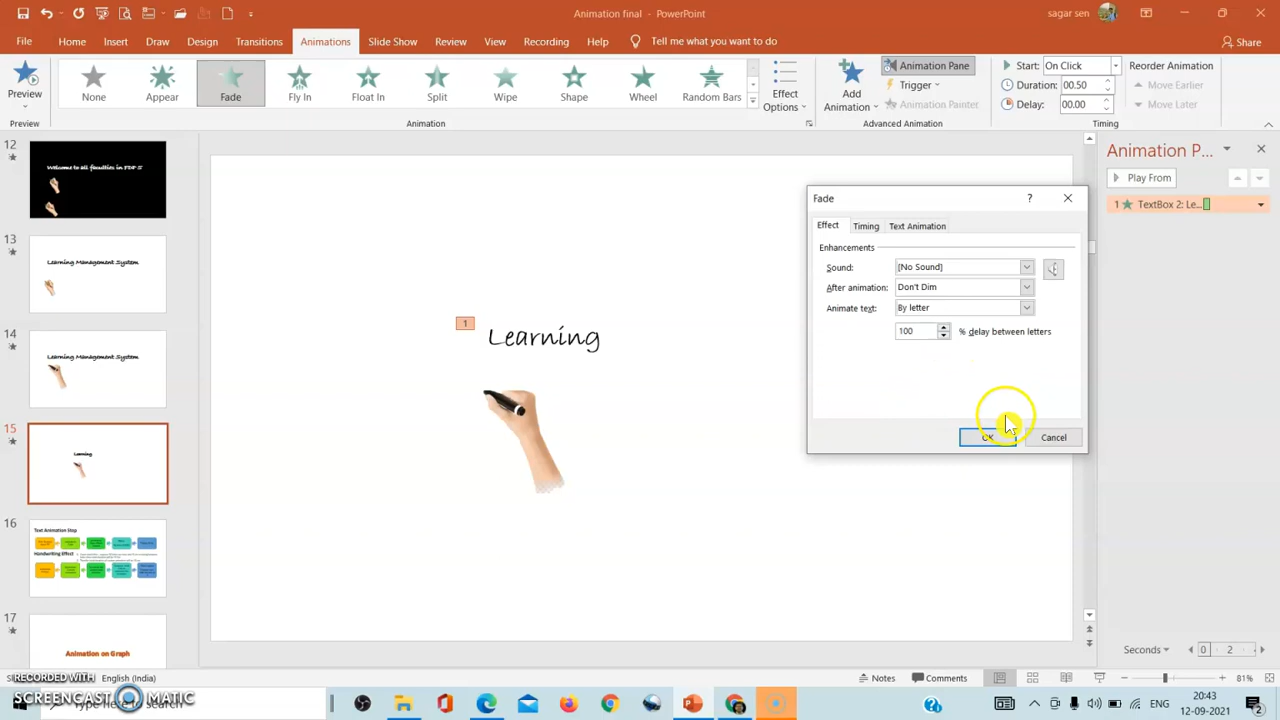 Animation final - PowerPoint
sagar sen
File Home Insert Draw Design Transitions Animations Slide Show Review View Recording Help Tell me what you want to do Share
Preview
None Appear Fade Fly In Float In Split Wipe Shape Wheel Random Bars
Effect Options
Add Animation
Animation Pane
Trigger
Animation Painter
Start: On Click
Duration: 00.50
Delay: 00.00
Reorder Animation
Move Earlier
Move Later
Preview Animation Advanced Animation Timing
12
Welcome to all faculties in FDP
13
Learning Management System
14
Learning Management System
15
Learning
16
Text Animation Step
Handwriting Effect
17
Animation on Graph
1
Learning
Fade
? 
Effect Timing Text Animation
Enhancements
Sound: [No Sound]
After animation: Don't Dim
Animate text: By letter
100 % delay between letters
OK Cancel
Animation P...
Play From
1 TextBox 2: Le...
Seconds 0 2
English (India)
Notes Comments 81%
RECORDED WITH
SCREENCAST MATIC
here to search
ENG
20:43
12-09-2021
2